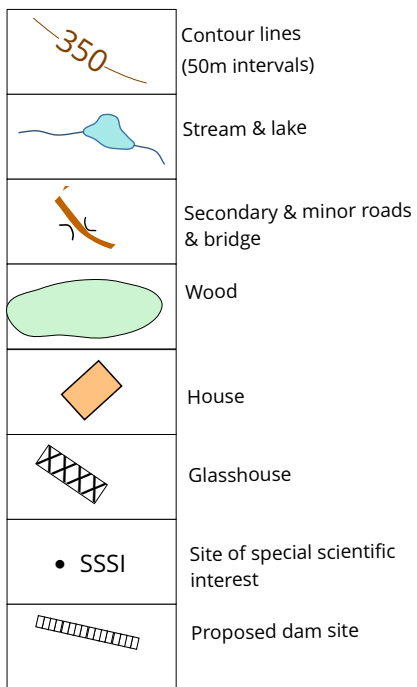 350
Contour lines
(50m intervals)
Stream & lake
Secondary & minor roads
& bridge
Wood
House
Glasshouse
SSSI
Site of special scientific
interest
Proposed dam site